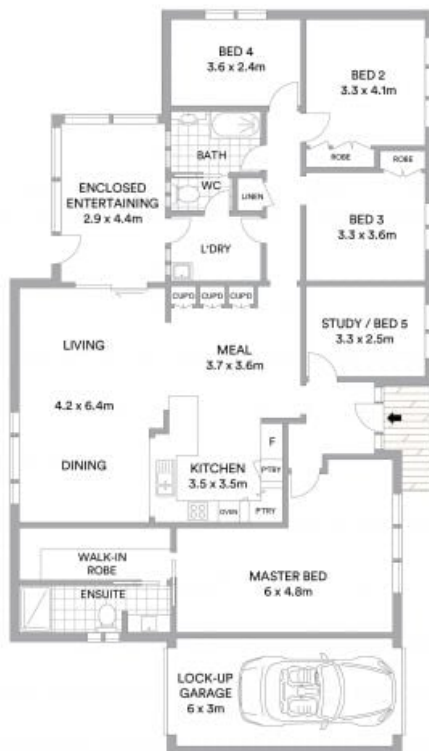 BED 4
3.6 x 2.4m
BED 2
3.3 x 4.1m
BATH
ROBE
ROBE
WC
LINEN
ENCLOSED
ENTERTAINING
2.9 x 4.4m
BED 3
3.3 x 3.6m
L'DRY
CUP'D
CUP'D
CUP'D
STUDY / BED 5
3.3 x 2.5m
LIVING
MEAL
3.7 x 3.6m
4.2 x 6.4m
DINING
F
KITCHEN
3.5 x 3.5m
PTRY
OVEN
PTRY
WALK-IN
ROBE
ENSUITE
MASTER BED
6 x 4.8m
LOCK-UP
GARAGE
6 x 3m